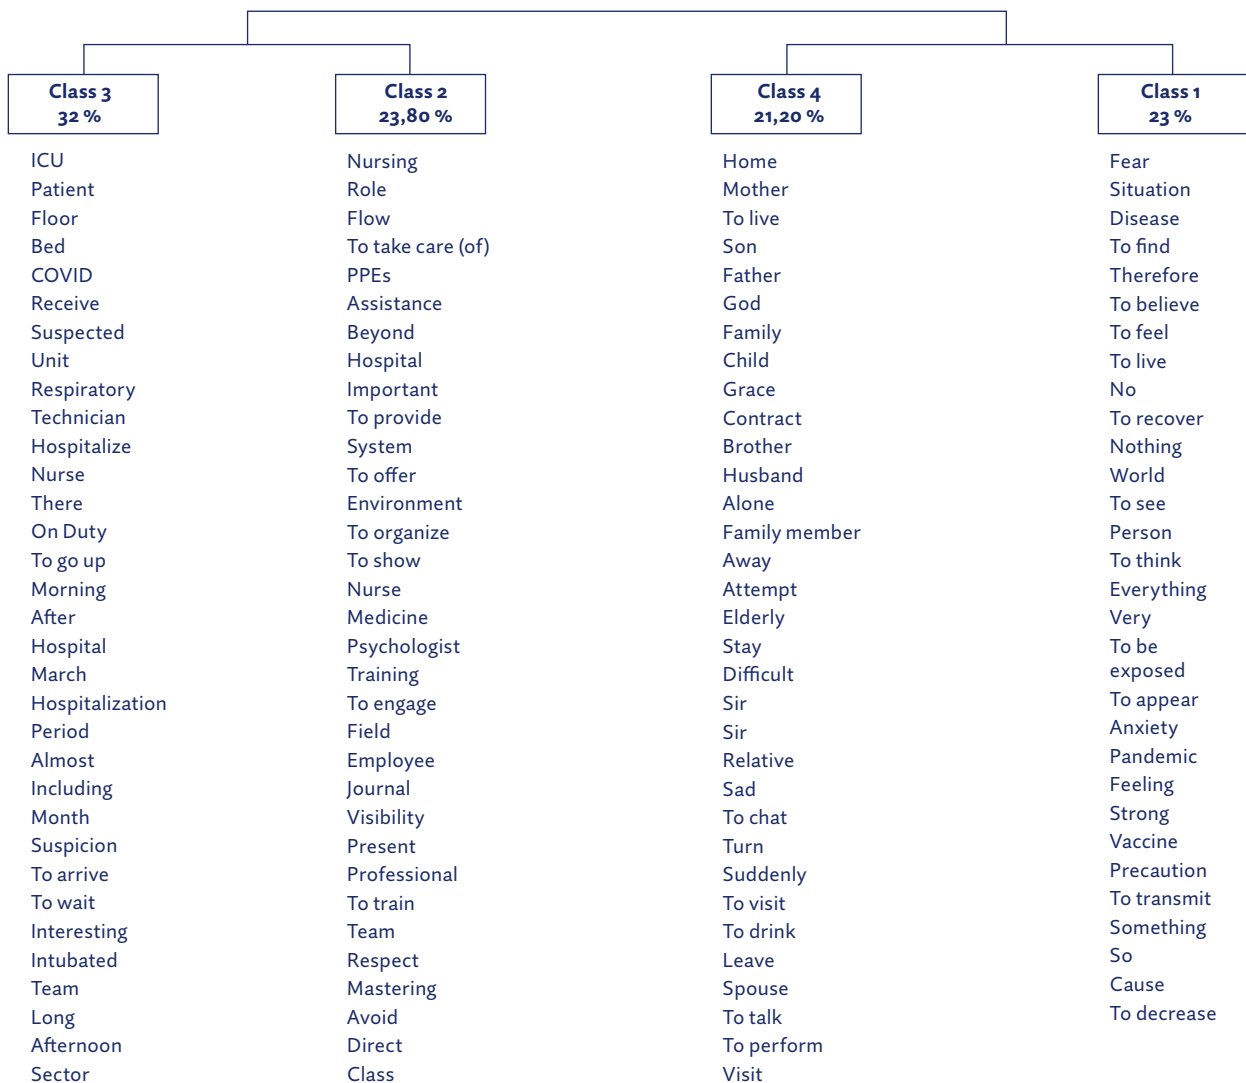 Class 3
32 %
ICU
Patient
Floor
Bed
COVID
Receive
Suspected
Unit
Respiratory
Technician
Hospitalize
Nurse
There
On Duty
To go up
Morning
After
Hospital
March
Hospitalization
Period
Almost
Including
Month
Suspicion
To arrive
To wait
Interesting
Intubated
Team
Long
Afternoon
Sector
Class 2
23,80 %
Nursing
Role
Flow
To take care (of)
PPEs
Assistance
Beyond
Hospital
Important
To provide
System
To offer
Environment
To organize
To show
Nurse
Medicine
Psychologist
Training
To engage
Field
Employee
Journal
Visibility
Present
Professional
To train
Team
Respect
Mastering
Avoid
Direct
Class
Class 4
21,20 %
Home
Mother
To live
Son
Father
God
Family
Child
Grace
Contract
Brother
Husband
Alone
Family member
Away
Attempt
Elderly
Stay
Difficult
Sir
Sir
Relative
Sad
To chat
Turn
Suddenly
To visit
To drink
Leave
Spouse
To talk
To perform
Visit
Class 1
23 %
Fear
Situation
Disease
To find
Therefore
To believe
To feel
To live
No
To recover
Nothing
World
To see
Person
To think
Everything
Very
To be
exposed
To appear
Anxiety
Pandemic
Feeling
Strong
Vaccine
Precaution
To transmit
Something
So
Cause
To decrease